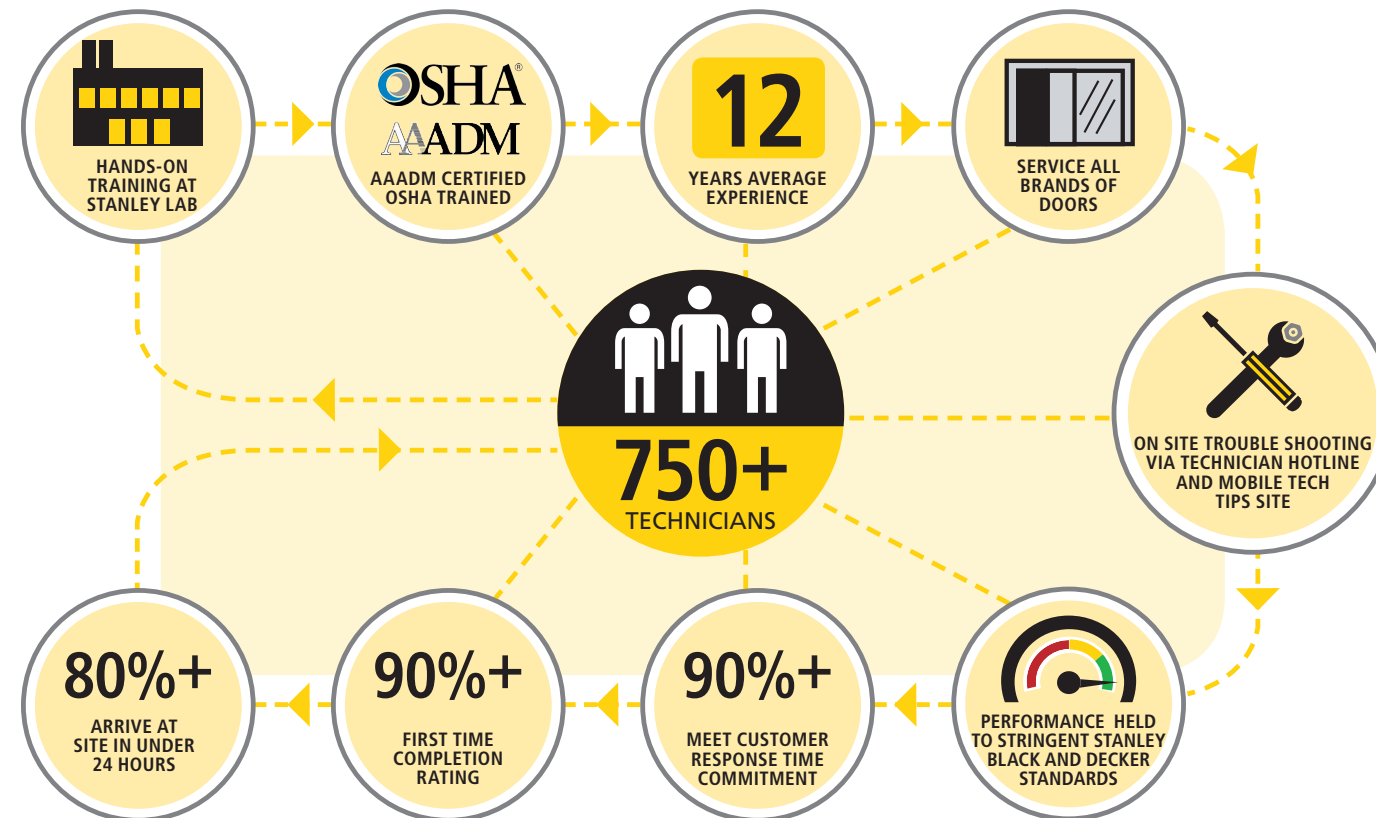 HANDS-ON
TRAINING AT
STANLEY LAB
OSHA®
AAADM
AAADM CERTIFIED
OSHA TRAINED
12
YEARS AVERAGE
EXPERIENCE
SERVICE ALL
BRANDS OF
DOORS
ON SITE TROUBLE SHOOTING
VIA TECHNICIAN HOTLINE
AND MOBILE TECH
TIPS SITE
750+
TECHNICIANS
PERFORMANCE HELD
TO STRINGENT STANLEY
BLACK AND DECKER
STANDARDS
90%+
MEET CUSTOMER
RESPONSE TIME
COMMITMENT
90%+
FIRST TIME
COMPLETION
RATING
80%+
ARRIVE AT
SITE IN UNDER
24 HOURS